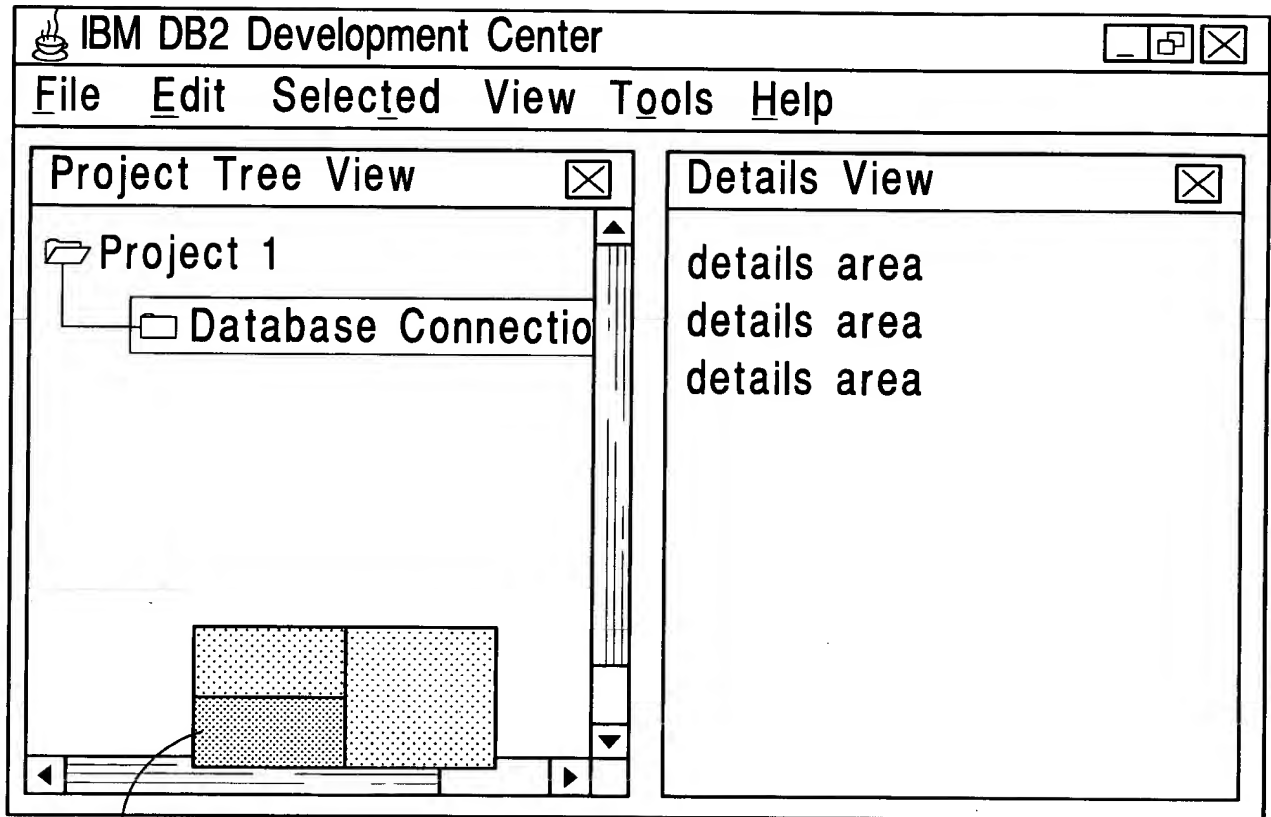 IBM DB2 Development Center
File Edit Selected View Tools Help
Project Tree View
Project 1
Database Connectio
Details View
details area
details area
details area